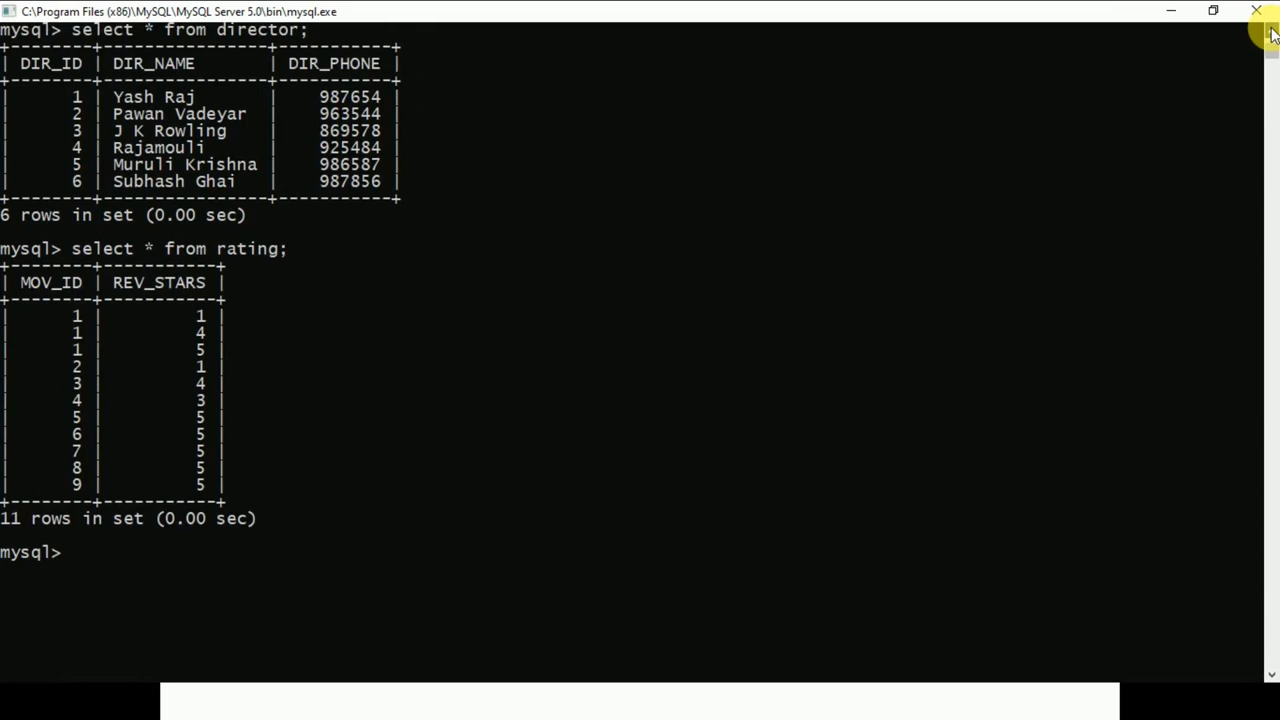 C:\Program Files (x86)\MySQL\MySQL Server 5.0\bin\mysql.exe
mysql> select * from director;
+--------+----------------+-----------+
| DIR_ID | DIR_NAME       | DIR_PHONE |
+--------+----------------+-----------+
|      1 | Yash Raj       |    987654 |
|      2 | Pawan Vadeyar  |    963544 |
|      3 | J K Rowling    |    869578 |
|      4 | Rajamouli      |    925484 |
|      5 | Muruli Krishna |    986587 |
|      6 | Subhash Ghai   |    987856 |
+--------+----------------+-----------+
6 rows in set (0.00 sec)
mysql> select * from rating;
+--------+-----------+
| MOV_ID | REV_STARS |
+--------+-----------+
|      1 |         1 |
|      1 |         4 |
|      1 |         5 |
|      2 |         1 |
|      3 |         4 |
|      4 |         3 |
|      5 |         5 |
|      6 |         5 |
|      7 |         5 |
|      8 |         5 |
|      9 |         5 |
+--------+-----------+
11 rows in set (0.00 sec)
mysql>